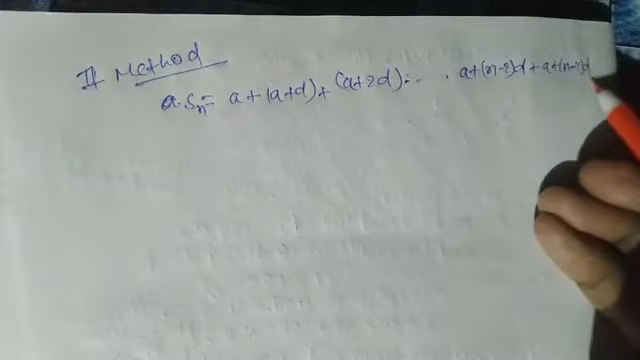 II Method
a.Sn = a + (a+d) + (a+2d) .. . a+(n-2)d + a+(n-1)d